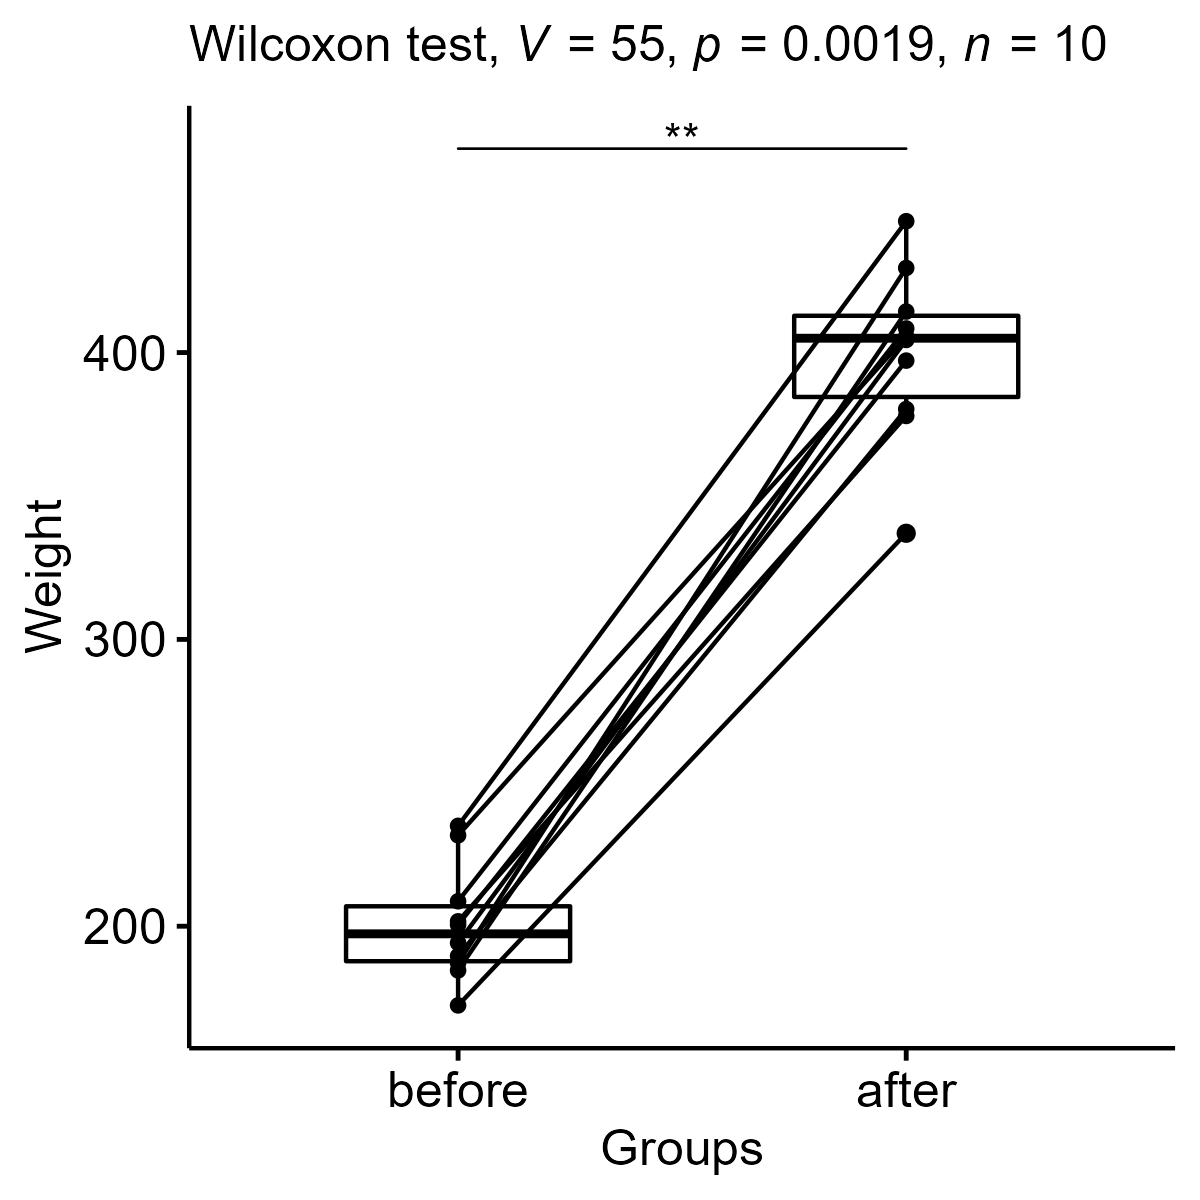 Wilcoxon test, V = 55, p = 0.0019, n = 10
**
400
300
200
Weight
before after
Groups